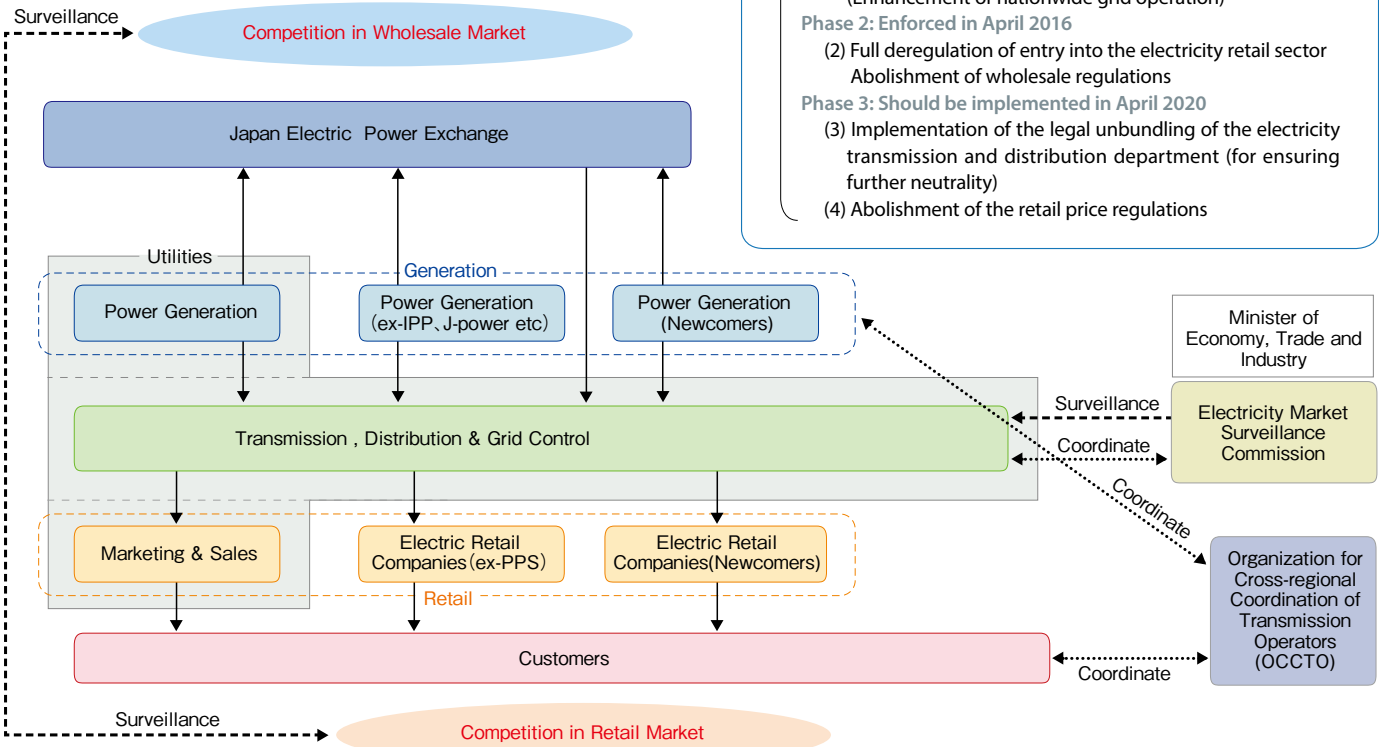 Surveillance
Competition in Wholesale Market
(Enhancement of nationwide grid operation)
Phase 2: Enforced in April 2016
(2) Full deregulation of entry into the electricity retail sector
Abolishment of wholesale regulations
Phase 3: Should be implemented in April 2020
(3) Implementation of the legal unbundling of the electricity
transmission and distribution department (for ensuring
further neutrality)
(4) Abolishment of the retail price regulations
Japan Electric Power Exchange
Utilities
Generation
Power Generation
Power Generation
(ex-IPP、J-power etc)
Power Generation
(Newcomers)
Minister of
Economy, Trade and
Industry
Transmission , Distribution & Grid Control
Surveillance
Coordinate
Electricity Market
Surveillance
Commission
Coordinate
Marketing & Sales
Electric Retail
Companies(ex-PPS)
Electric Retail
Companies(Newcomers)
Retail
Organization for
Cross-regional
Coordination of
Transmission
Operators
(OCCTO)
Customers
Coordinate
Surveillance
Competition in Retail Market